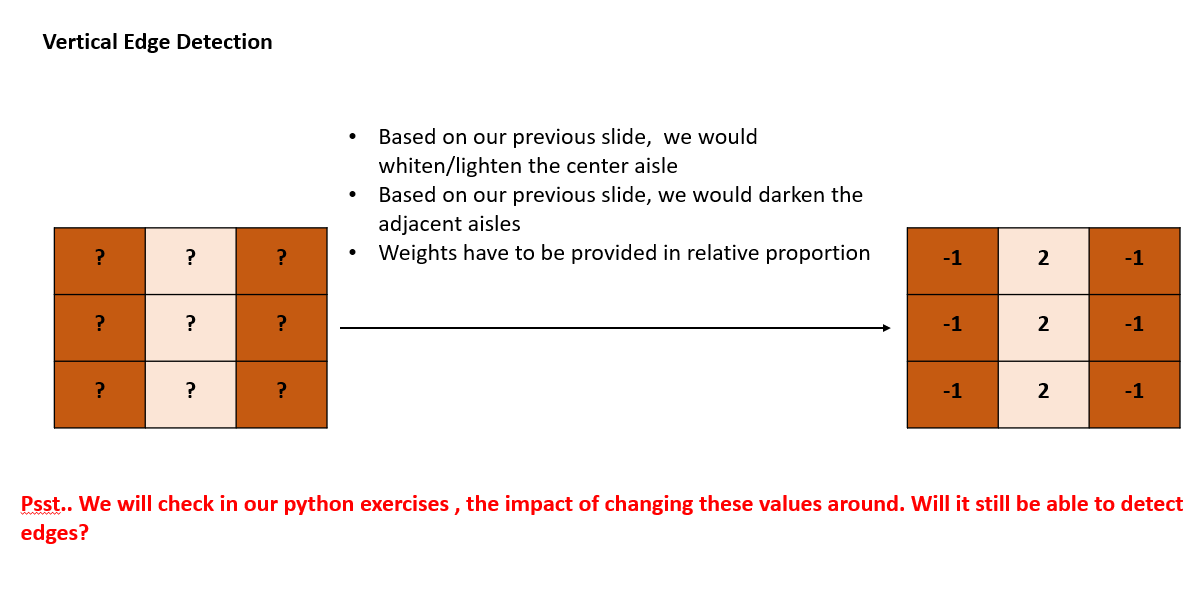 Vertical Edge Detection
• Based on our previous slide,  we would
whiten/lighten the center aisle
• Based on our previous slide, we would darken the
adjacent aisles
• Weights have to be provided in relative proportion
? ? ?
? ? ?
? ? ?
-1 2 -1
-1 2 -1
-1 2 -1
Psst.. We will check in our python exercises , the impact of changing these values around. Will it still be able to detect
edges?